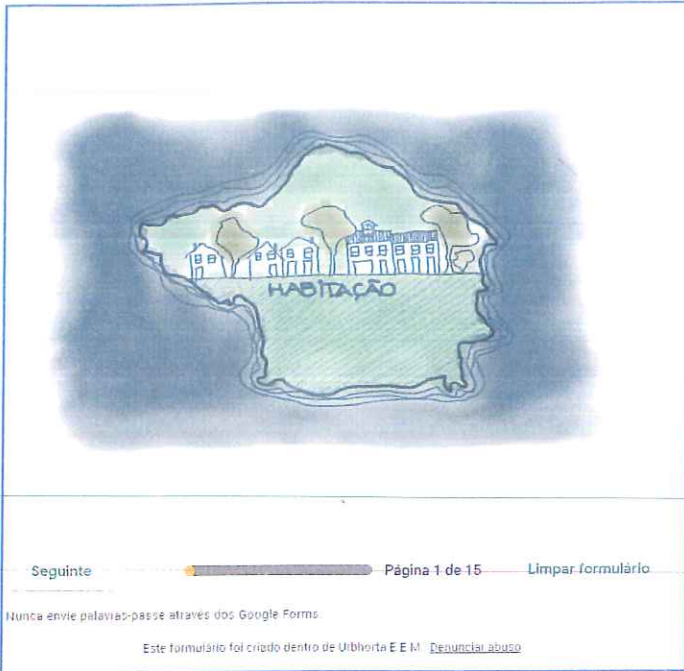 HABITAÇÃO
Seguinte Página 1 de 15 Limpar formulário
Nunca envie palavras-passe através dos Google Forms.
Este formulário foi criado dentro de Urbhorta E.E.M. Denunciar abuso